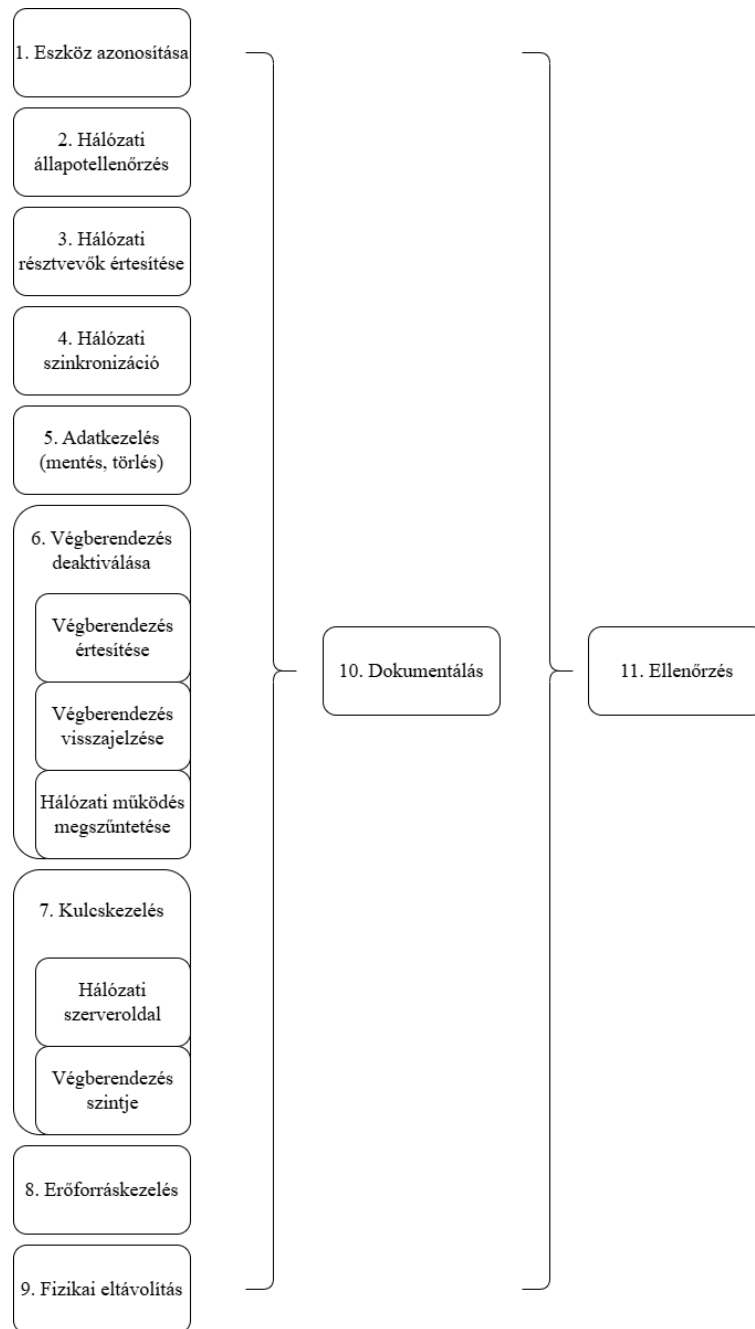 1. Eszköz azonosítása
2. Hálózati
állapotellenőrzés
3. Hálózati
résztvevők értesítése
4. Hálózati
szinkronizáció
5. Adatkezelés
(mentés, törlés)
6. Végberendezés
deaktiválása
Végberendezés
értesítése
Végberendezés
visszajelzése
Hálózati működés
megszűntetése
7. Kulcskezelés
Hálózati
szerveroldal
Végberendezés
szintje
8. Erőforráskezelés
9. Fizikai eltávolítás
10. Dokumentálás
11. Ellenőrzés